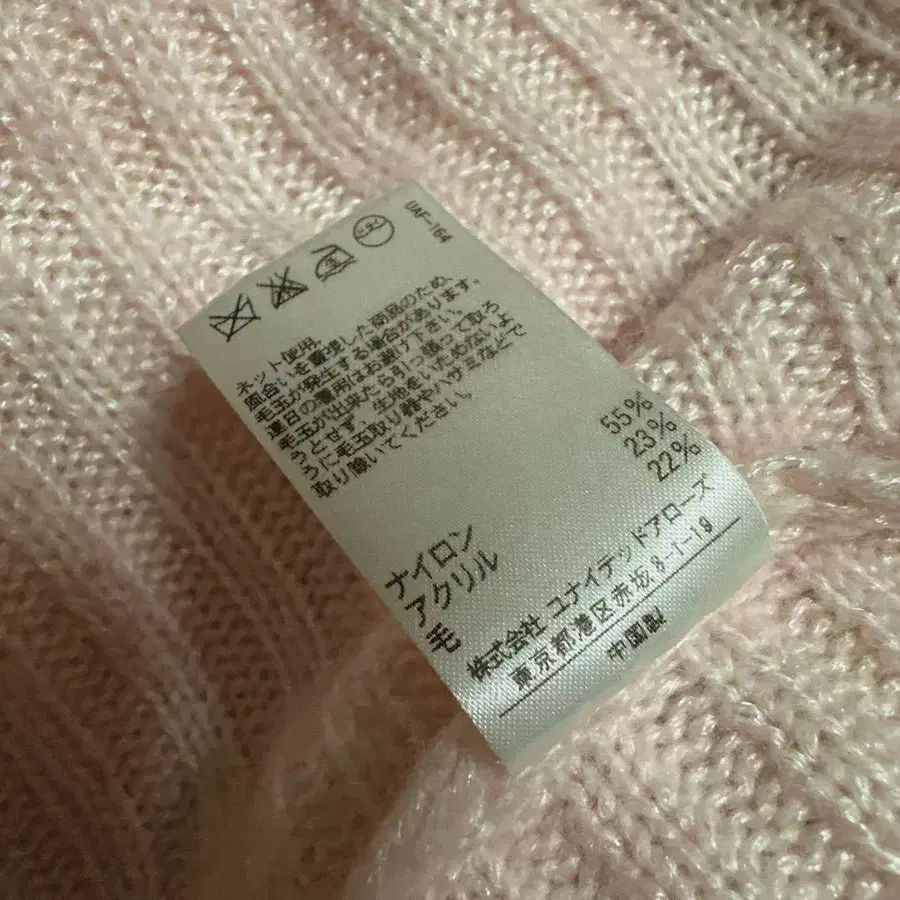 UAF-164
ドライ
ネット使用。
風合いを重視した商品のため、
毛玉が発生する場合があります。
連日の着用はお避け下さい。
毛玉が出来たら引っ張って取ろ
うとせず、生地をいためないよ
うに毛玉取り器やハサミなどで
取り除いてください。
ナイロン 55%
アクリル 23%
毛 22%
株式会社 ユナイテッドアローズ
東京都港区赤坂8-1-19
中国製